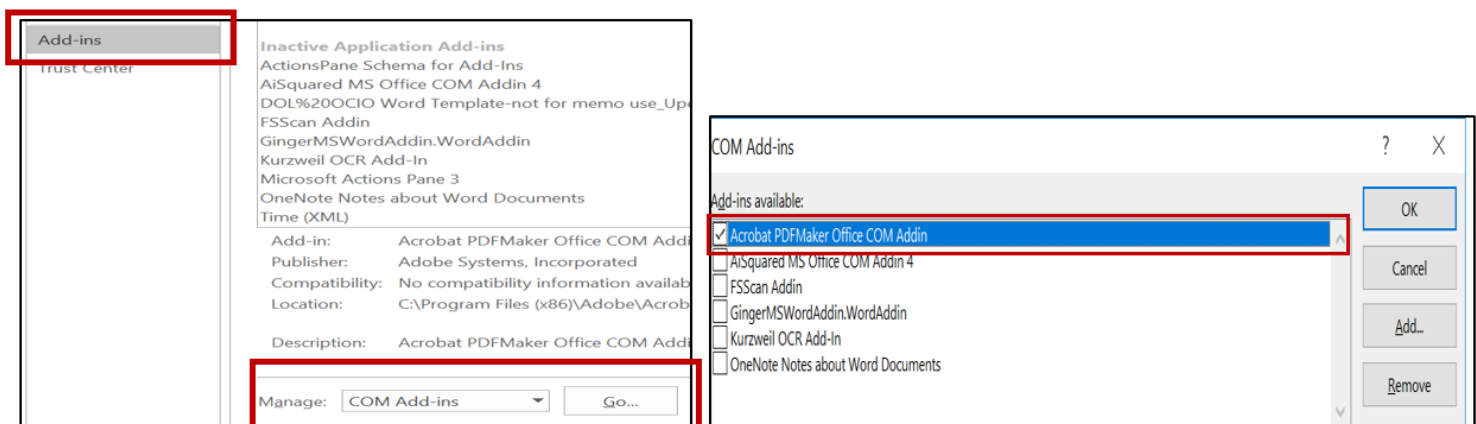 Add-ins
Trust Center
Inactive Application Add-ins
ActionsPane Schema for Add-Ins
AiSquared MS Office COM Addin 4
DOL%20OCIO Word Template-not for memo use_Upd
FSScan Addin
GingerMSWordAddin.WordAddin
Kurzweil OCR Add-In
Microsoft Actions Pane 3
OneNote Notes about Word Documents
Time (XML)
Add-in: Acrobat PDFMaker Office COM Addi
Publisher: Adobe Systems, Incorporated
Compatibility: No compatibility information availab
Location: C:\Program Files (x86)\Adobe\Acrob
Description: Acrobat PDFMaker Office COM Addi
Manage: COM Add-ins Go...
COM Add-ins ? X
Add-ins available:
Acrobat PDFMaker Office COM Addin
AiSquared MS Office COM Addin 4
FSScan Addin
GingerMSWordAddin.WordAddin
Kurzweil OCR Add-In
OneNote Notes about Word Documents
OK
Cancel
Add...
Remove